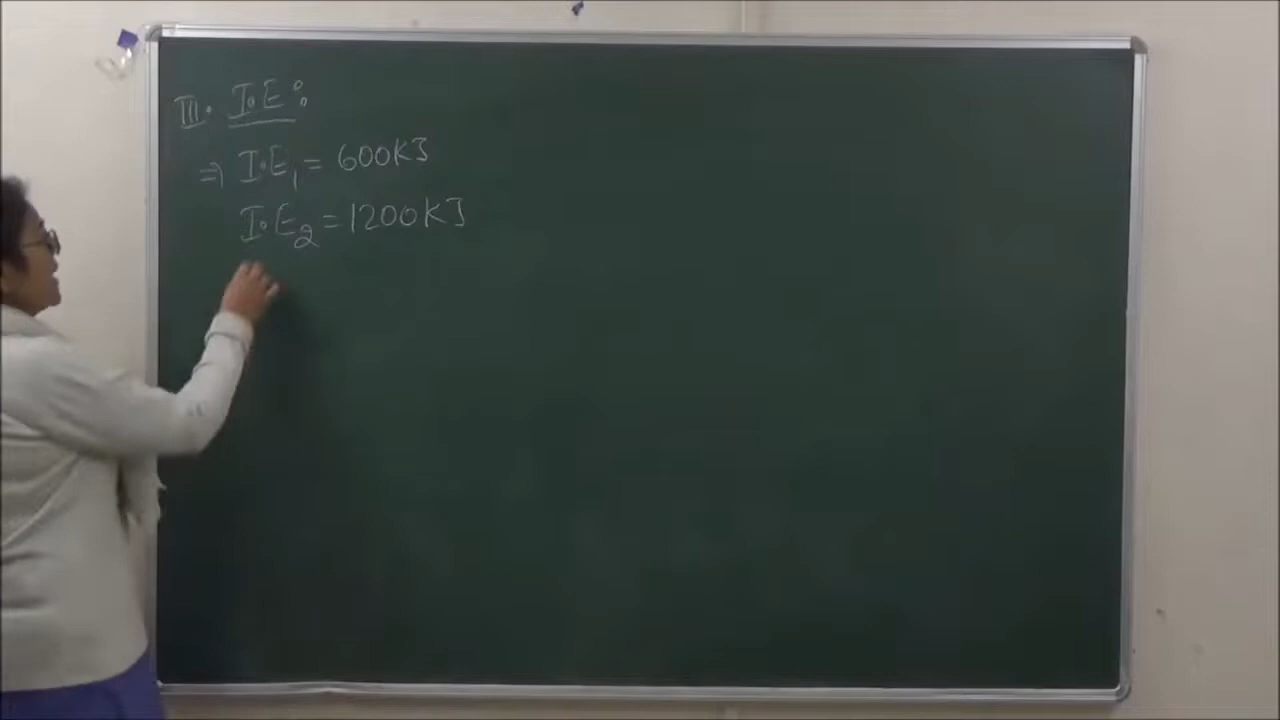 III. I.E:
⇒ I.E₁ = 600KJ
I.E₂ = 1200KJ